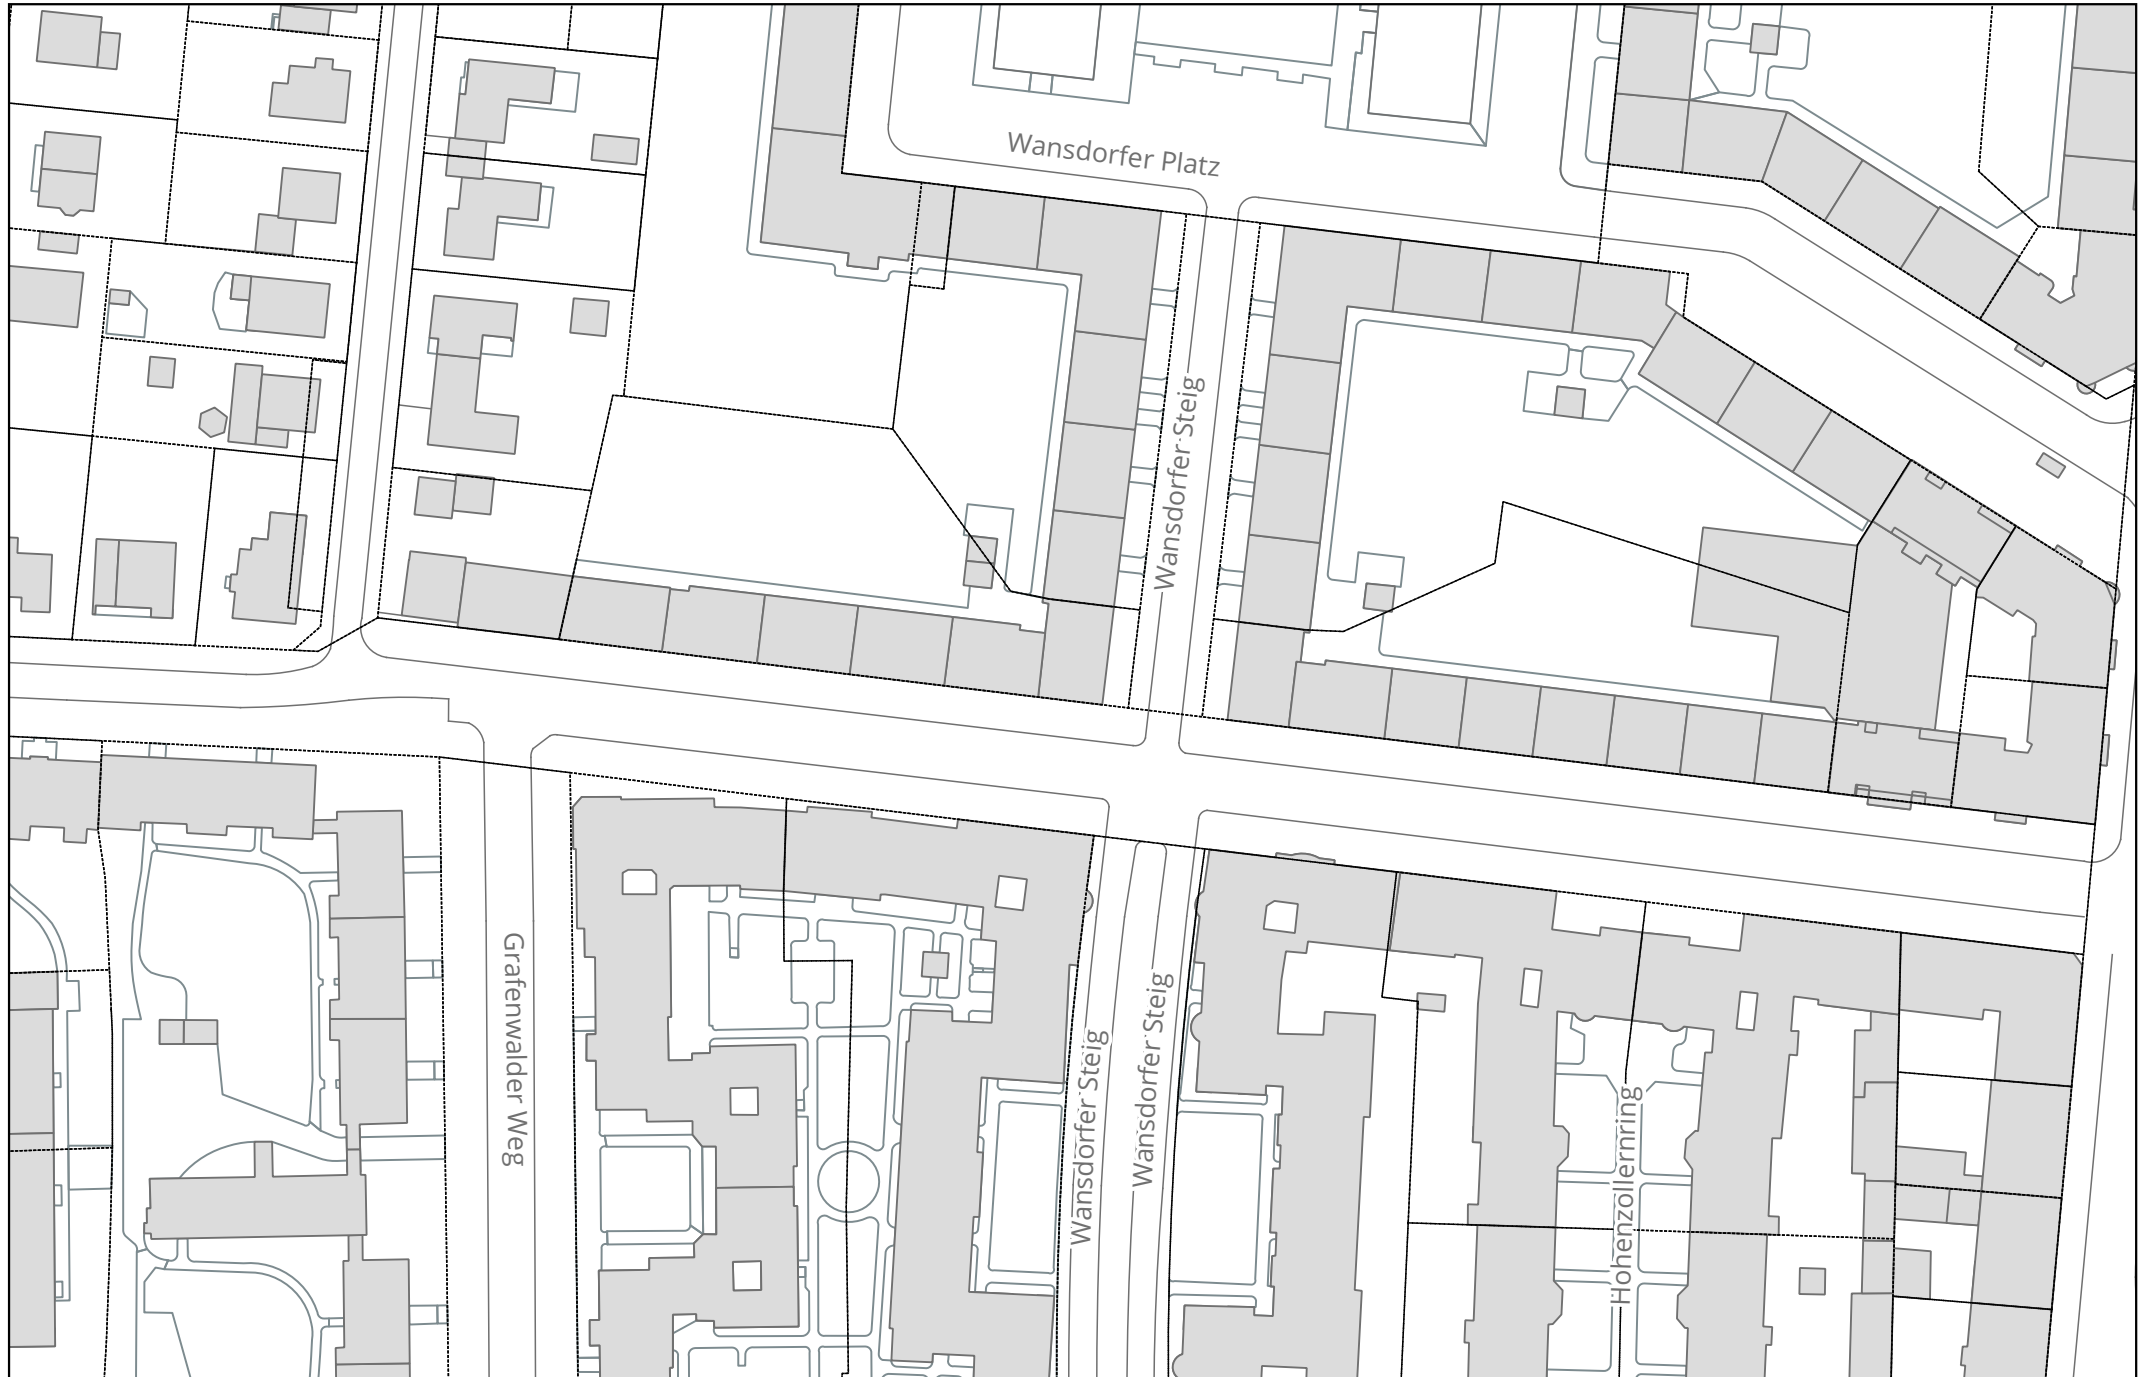 Wansdorfer Platz
Wansdorfer Steig
Grafenwalder Weg
Wansdorfer Steig
Wansdorfer Steig
Hohenzollernring